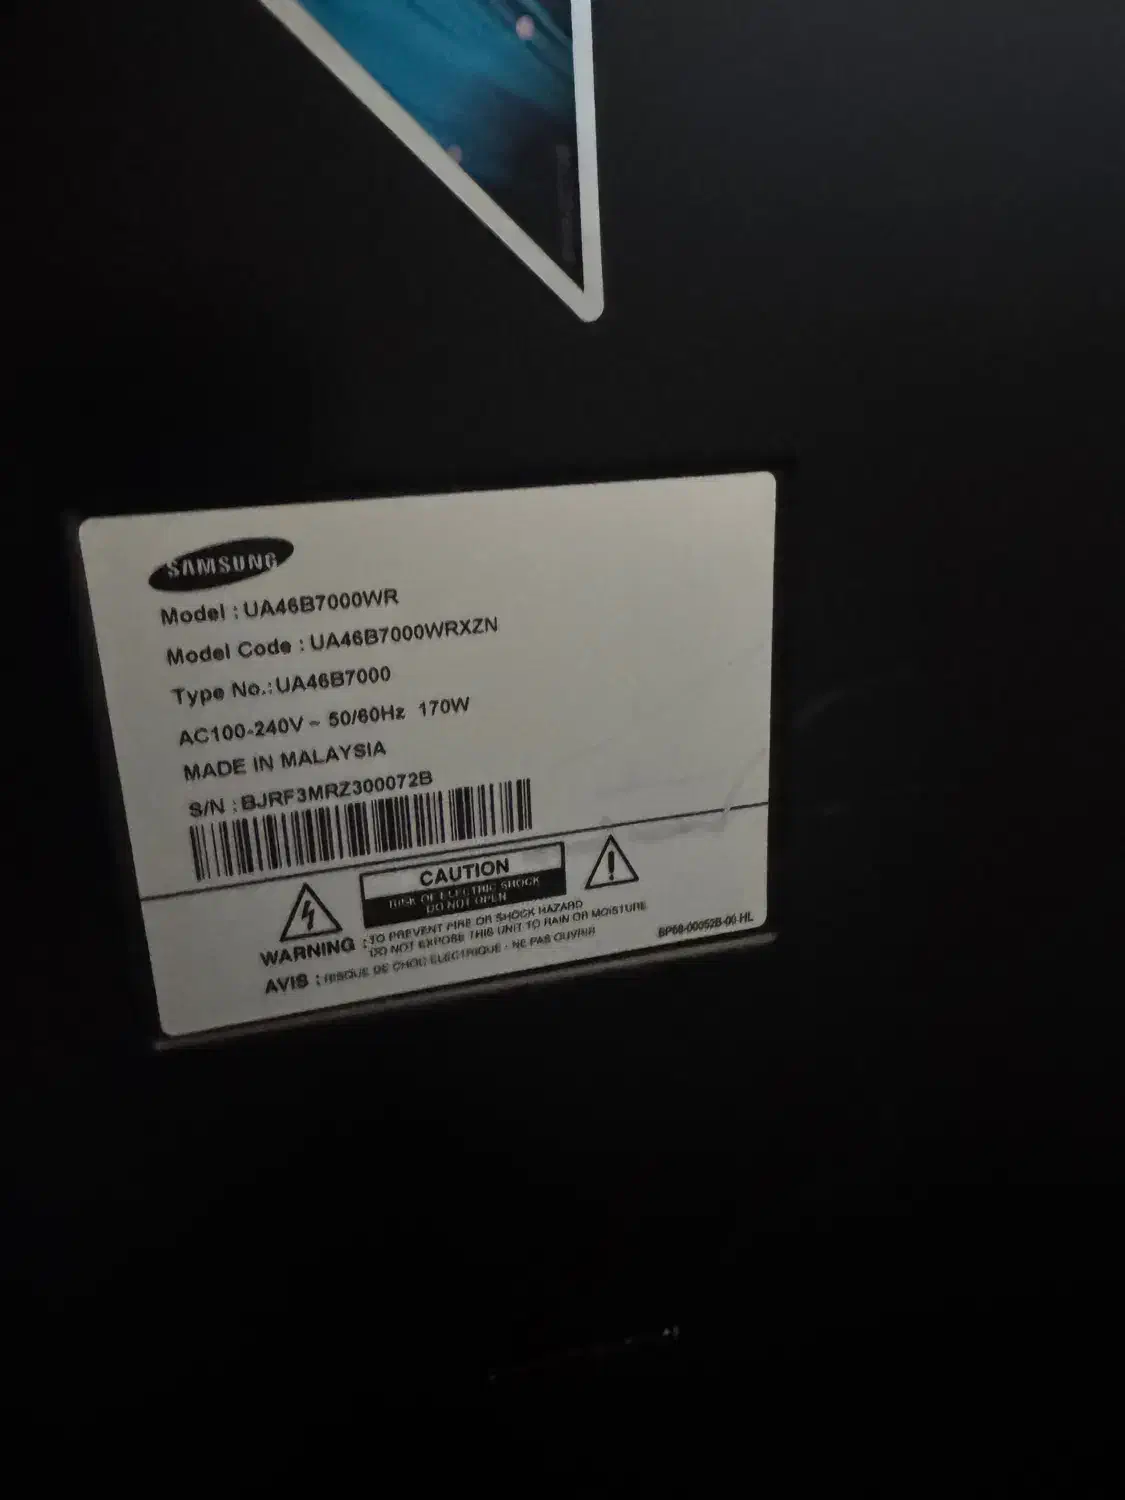 SAMSUNG
Model : UA46B7000WR
Model Code : UA46B7000WRXZN
Type No.: UA46B7000
AC100-240V ~ 50/60Hz 170W
MADE IN MALAYSIA
S/N : BJRF3MRZ300072B
CAUTION
RISK OF ELECTRIC SHOCK
DO NOT OPEN
WARNING : TO PREVENT FIRE OR SHOCK HAZARD
DO NOT EXPOSE THIS UNIT TO RAIN OR MOISTURE
AVIS : RISQUE DE CHOC ELECTRIQUE - NE PAS OUVRIR